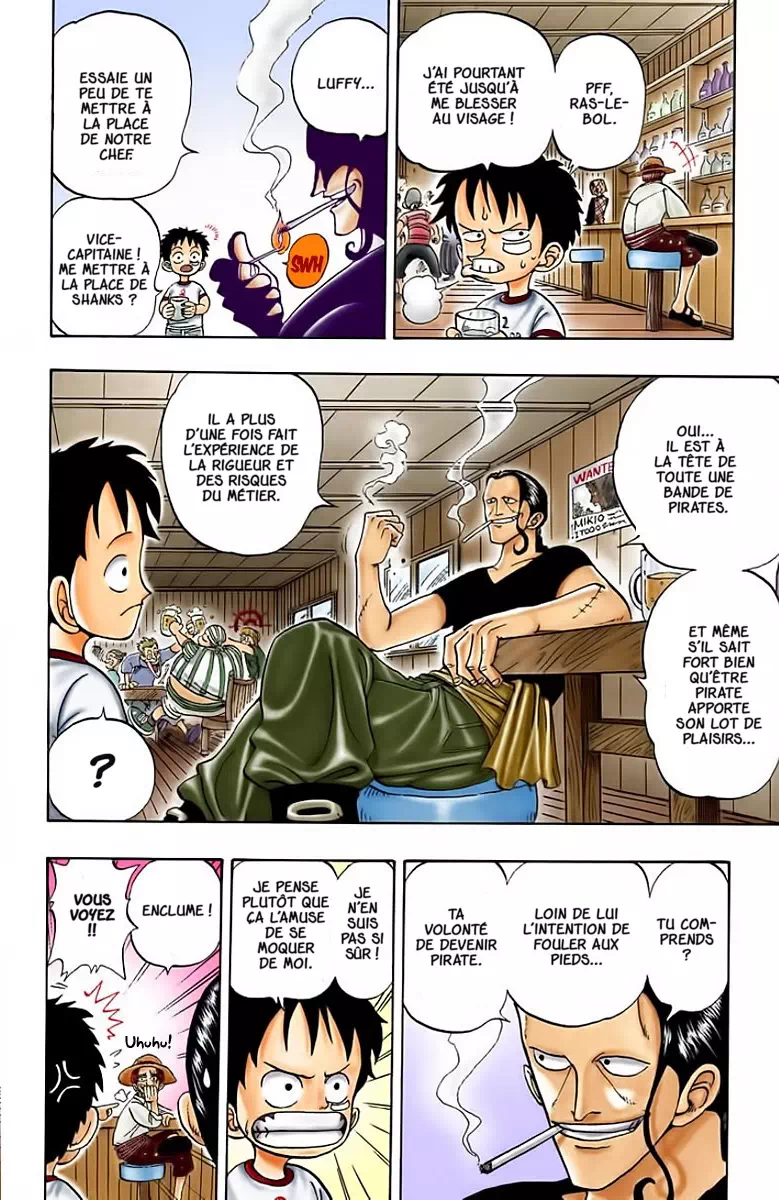 PFF,
RAS-LE-
BOL.
J'AI POURTANT
ÉTÉ JUSQU'À
ME BLESSER
AU VISAGE !
LUFFY...
ESSAIE UN
PEU DE TE
METTRE À
LA PLACE
DE NOTRE
CHEF.
SWH
VICE-
CAPITAINE !
ME METTRE À
LA PLACE DE
SHANKS ?
OUI...
IL EST À
LA TÊTE DE
TOUTE UNE
BANDE DE
PIRATES.
WANTE
MIKIO
ET MÊME
S'IL SAIT
FORT BIEN
QU'ÊTRE
PIRATE
APPORTE
SON LOT DE
PLAISIRS...
IL A PLUS
D'UNE FOIS FAIT
L'EXPÉRIENCE DE
LA RIGUEUR ET
DES RISQUES
DU MÉTIER.
?
TU COM-
PRENDS
?
LOIN DE LUI
L'INTENTION DE
FOULER AUX
PIEDS...
TA
VOLONTÉ
DE DEVENIR
PIRATE.
JE
N'EN
SUIS
PAS SI
SÛR !
JE PENSE
PLUTÔT QUE
ÇA L'AMUSE
DE SE
MOQUER
DE MOI.
ENCLUME !
VOUS
VOYEZ
!!
Uhuhu!